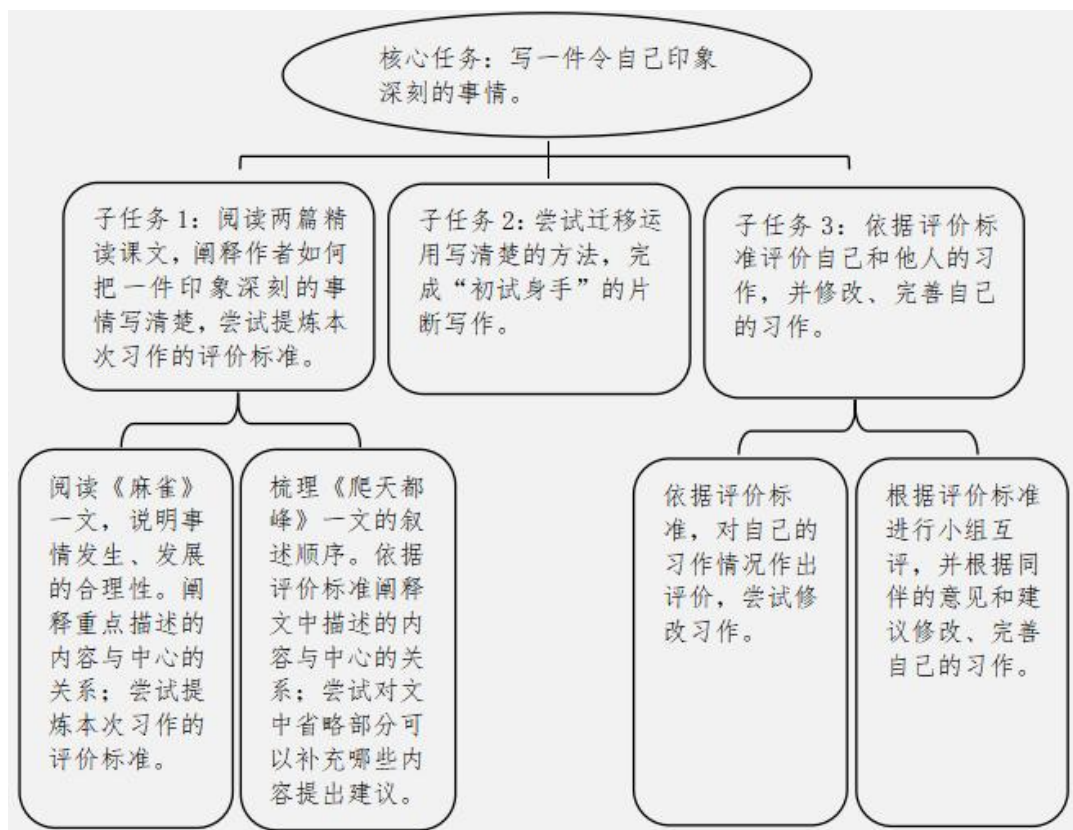 核心任务：写一件令自己印象
深刻的事情。
子任务 1：阅读两篇精
读课文，阐释作者如何
把一件印象深刻的事
情写清楚，尝试提炼本
次习作的评价标准。
子任务 2：尝试迁移运
用写清楚的方法，完
成“初试身手”的片
断写作。
子任务 3：依据评价标
准评价自己和他人的习
作，并修改、完善自己
的习作。
阅读《麻雀》
一文，说明事
情发生、发展
的合理性。阐
释重点描述的
内容与中心的
关系；尝试提
炼本次习作的
评价标准。
梳理《爬天都
峰》一文的叙
述顺序。依据
评价标准阐释
文中描述的内
容与中心的关
系；尝试对文
中省略部分可
以补充哪些内
容提出建议。
依据评价标
准，对自己的
习作情况作出
评价，尝试修
改习作。
根据评价标准
进行小组互
评，并根据同
伴的意见和建
议修改、完善
自己的习作。